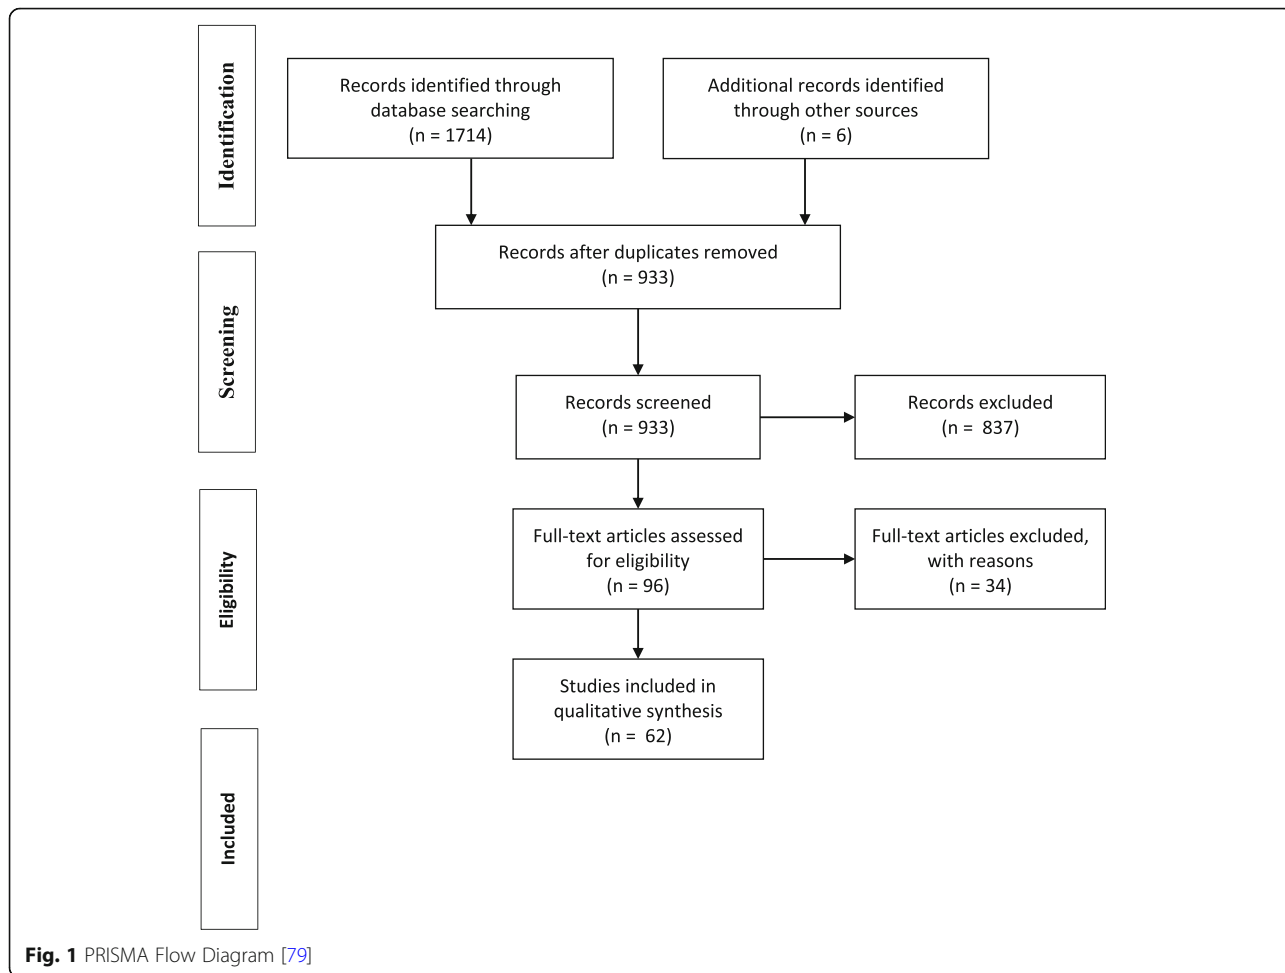 Identification
Records identified through
database searching
(n = 1714)
Additional records identified
through other sources
(n = 6)
Records after duplicates removed
(n = 933)
Screening
Records screened
(n = 933)
Records excluded
(n = 837)
Eligibility
Full-text articles assessed
for eligibility
(n = 96)
Full-text articles excluded,
with reasons
(n = 34)
Studies included in
qualitative synthesis
(n = 62)
Included
Fig. 1 PRISMA Flow Diagram [79]